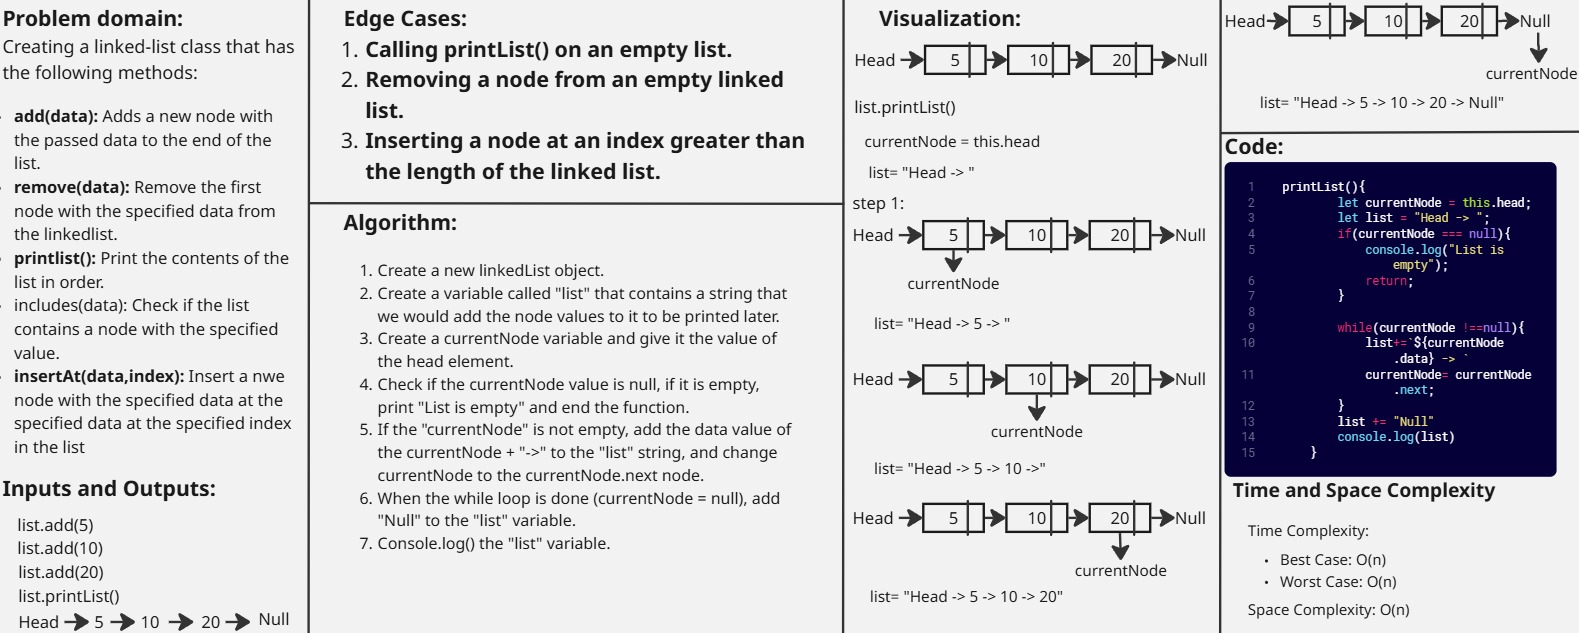 Problem domain:
Creating a linked-list class that has
the following methods:
• add(data): Adds a new node with
the passed data to the end of the
list.
• remove(data): Remove the first
node with the specified data from
the linkedlist.
• printlist(): Print the contents of the
list in order.
• includes(data): Check if the list
contains a node with the specified
value.
• insertAt(data,index): Insert a nwe
node with the specified data at the
specified data at the specified index
in the list
Inputs and Outputs:
list.add(5)
list.add(10)
list.add(20)
list.printList()
Head 5 10 20 Null
Edge Cases:
1. Calling printList() on an empty list.
2. Removing a node from an empty linked
list.
3. Inserting a node at an index greater than
the length of the linked list.
Algorithm:
1. Create a new linkedList object.
2. Create a variable called "list" that contains a string that
we would add the node values to it to be printed later.
3. Create a currentNode variable and give it the value of
the head element.
4. Check if the currentNode value is null, if it is empty,
print "List is empty" and end the function.
5. If the "currentNode" is not empty, add the data value of
the currentNode + "->" to the "list" string, and change
currentNode to the currentNode.next node.
6. When the while loop is done (currentNode = null), add
"Null" to the "list" variable.
7. Console.log() the "list" variable.
Visualization:
Head 5 10 20 Null
list.printList()
currentNode = this.head
list= "Head -> "
step 1:
Head 5 10 20 Null
currentNode
list= "Head -> 5 -> "
Head 5 10 20 Null
currentNode
list= "Head -> 5 -> 10 ->"
Head 5 10 20 Null
currentNode
list= "Head -> 5 -> 10 -> 20"
Head 5 10 20 Null
currentNode
list= "Head -> 5 -> 10 -> 20 -> Null"
Code:
1 printList(){
2 let currentNode = this.head;
3 let list = "Head -> ";
4 if(currentNode === null){
5 console.log("List is
empty");
6 return;
7 }
8
9 while(currentNode !==null){
10 list+=`${currentNode
.data} -> `
11 currentNode= currentNode
.next;
12 }
13 list += "Null"
14 console.log(list)
15 }
Time and Space Complexity
Time Complexity:
• Best Case: O(n)
• Worst Case: O(n)
Space Complexity: O(n)